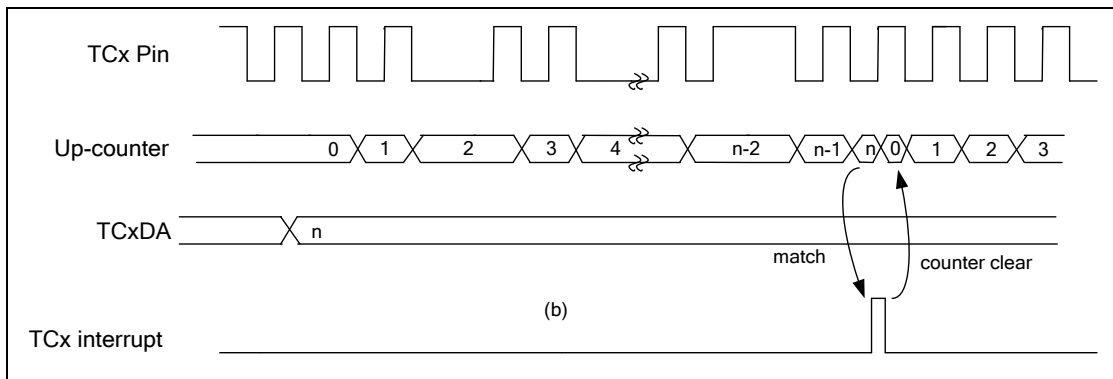 TCx Pin
Up-counter 0 1 2 3 4 n-2 n-1 n 0 1 2 3
TCxDA n
match counter clear
(b)
TCx interrupt